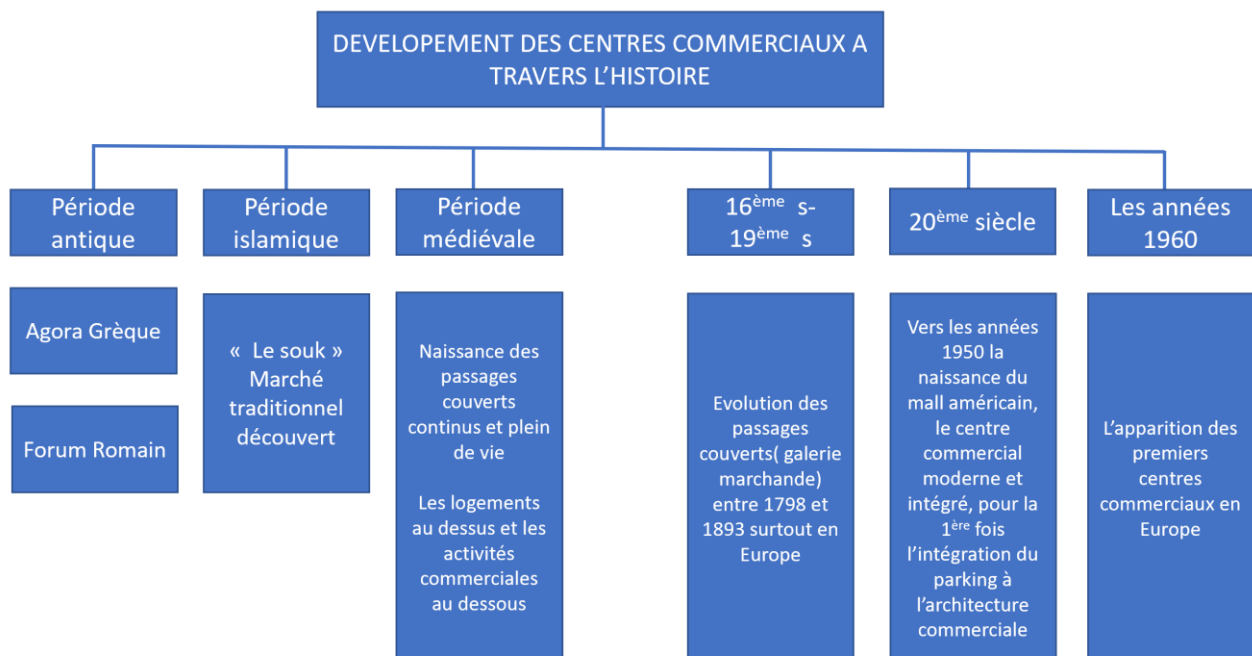 DEVELOPEMENT DES CENTRES COMMERCIAUX A
TRAVERS L’HISTOIRE
Période
antique
Période
islamique
Période
médiévale
16ème s-
19ème s
20ème siècle
Les années
1960
Agora Grèque
Forum Romain
« Le souk »
Marché
traditionnel
découvert
Naissance des
passages
couverts
continus et plein
de vie
Les logements
au dessus et les
activités
commerciales
au dessous
Evolution des
passages
couverts( galerie
marchande)
entre 1798 et
1893 surtout en
Europe
Vers les années
1950 la
naissance du
mall américain,
le centre
commercial
moderne et
intégré, pour la
1ère fois
l’intégration du
parking à
l’architecture
commerciale
L’apparition des
premiers
centres
commerciaux en
Europe